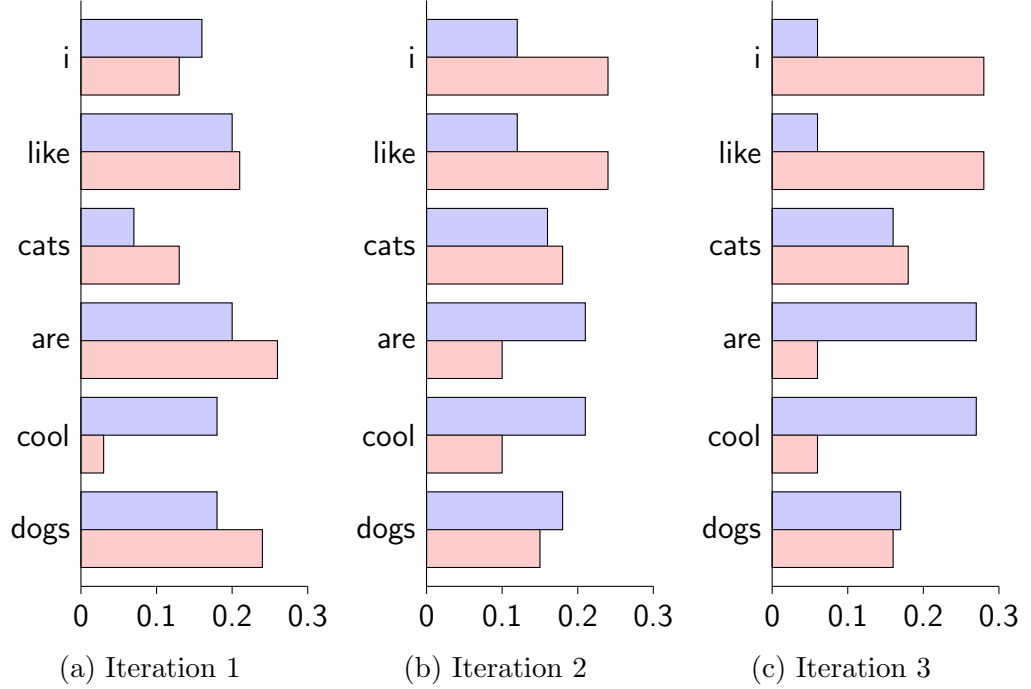 i
like
cats
are
cool
dogs
0 0.1 0.2 0.3
(a) Iteration 1
i
like
cats
are
cool
dogs
0 0.1 0.2 0.3
(b) Iteration 2
i
like
cats
are
cool
dogs
0 0.1 0.2 0.3
(c) Iteration 3